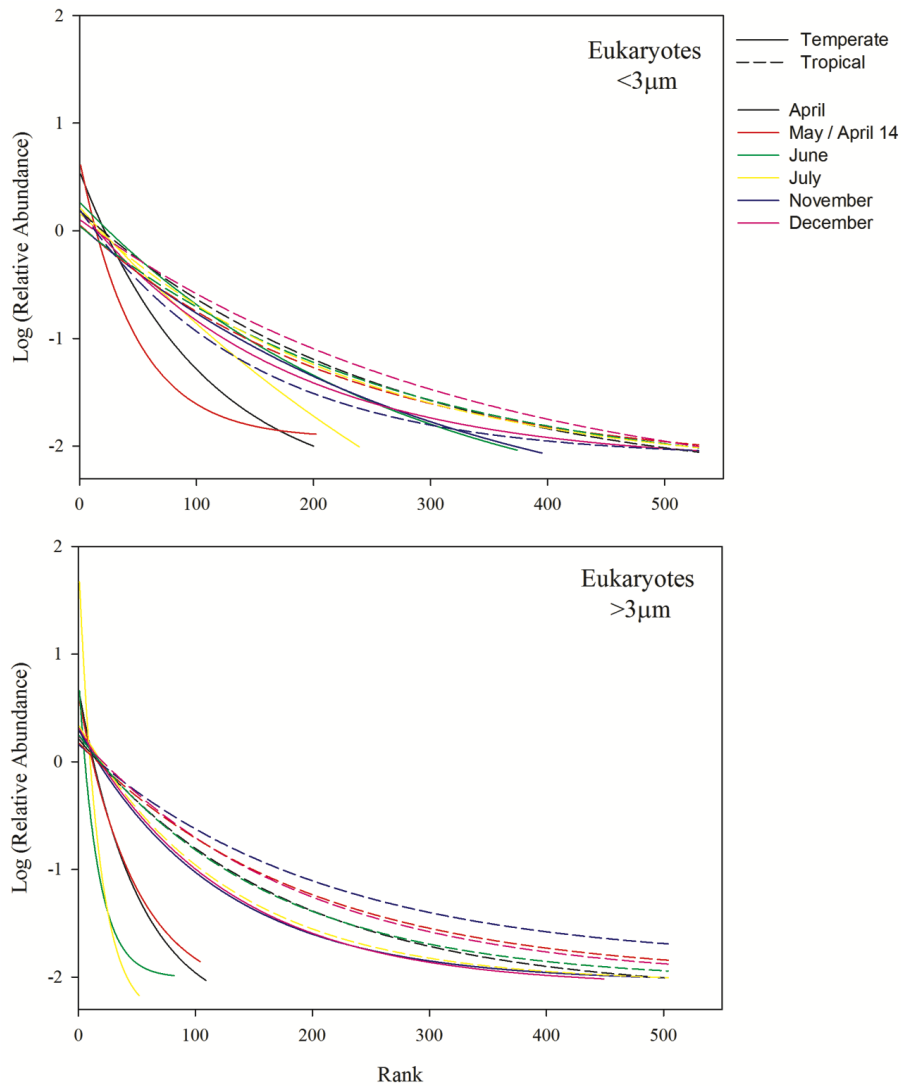 2
Eukaryotes
<3μm
1
0
-1
-2
Log (Relative Abundance)
0 100 200 300 400 500
Temperate
Tropical
April
May / April 14
June
July
November
December
2
Eukaryotes
>3μm
1
0
-1
-2
Log (Relative Abundance)
0 100 200 300 400 500
Rank